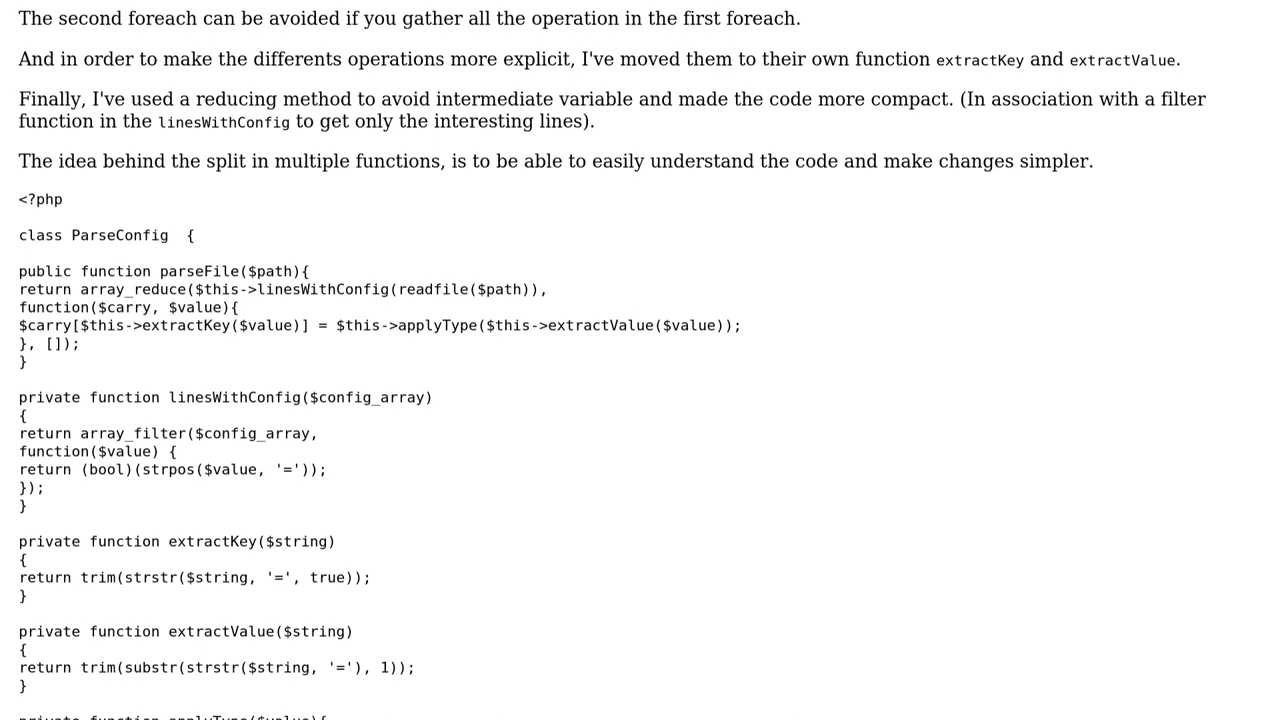 The second foreach can be avoided if you gather all the operation in the first foreach.
And in order to make the differents operations more explicit, I've moved them to their own function extractKey and extractValue.
Finally, I've used a reducing method to avoid intermediate variable and made the code more compact. (In association with a filter
function in the linesWithConfig to get only the interesting lines).
The idea behind the split in multiple functions, is to be able to easily understand the code and make changes simpler.
<?php
class ParseConfig  {
public function parseFile($path){
return array_reduce($this->linesWithConfig(readfile($path)),
function($carry, $value){
$carry[$this->extractKey($value)] = $this->applyType($this->extractValue($value));
}, []);
}
private function linesWithConfig($config_array)
{
return array_filter($config_array,
function($value) {
return (bool)(strpos($value, '='));
});
}
private function extractKey($string)
{
return trim(strstr($string, '=', true));
}
private function extractValue($string)
{
return trim(substr(strstr($string, '='), 1));
}
private function applyType($value){